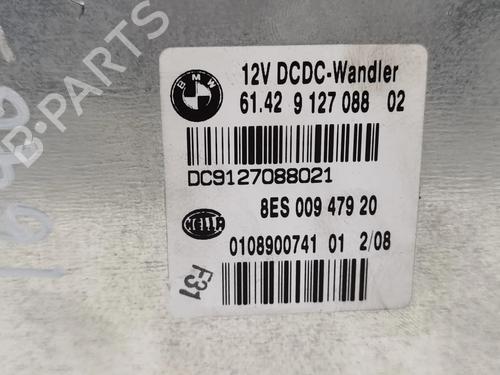 BMW
12V DCDC-Wandler
61.42 9 127 088 02
DC9127088021
8ES 009 479 20
HELLA
0108900741 01 2/08
F31